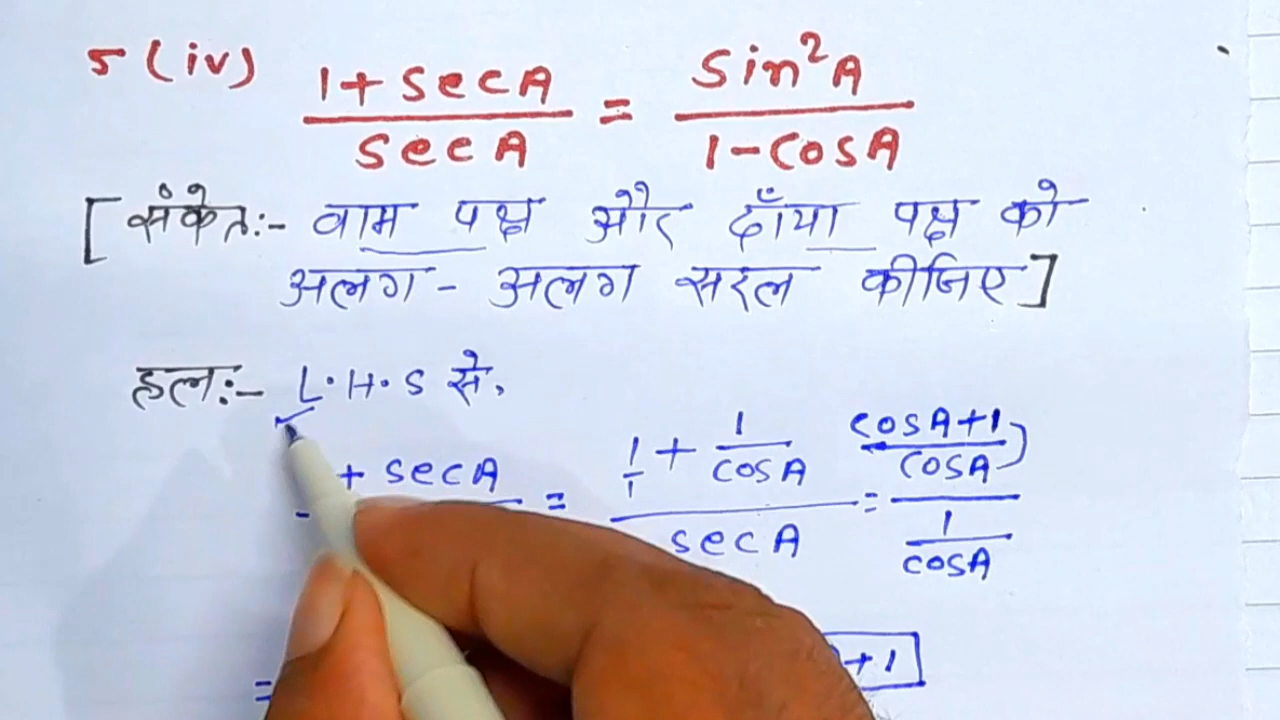 5 (iv) 1 + secA / secA = sin²A / 1 - cosA
[ संकेत:- वाम पक्ष और दाँया पक्ष को
अलग - अलग सरल कीजिए ]
हल:- L.H.S से,
+ secA = 1/1 + 1/cosA / secA = (cosA+1 / cosA) / 1/cosA
= + 1